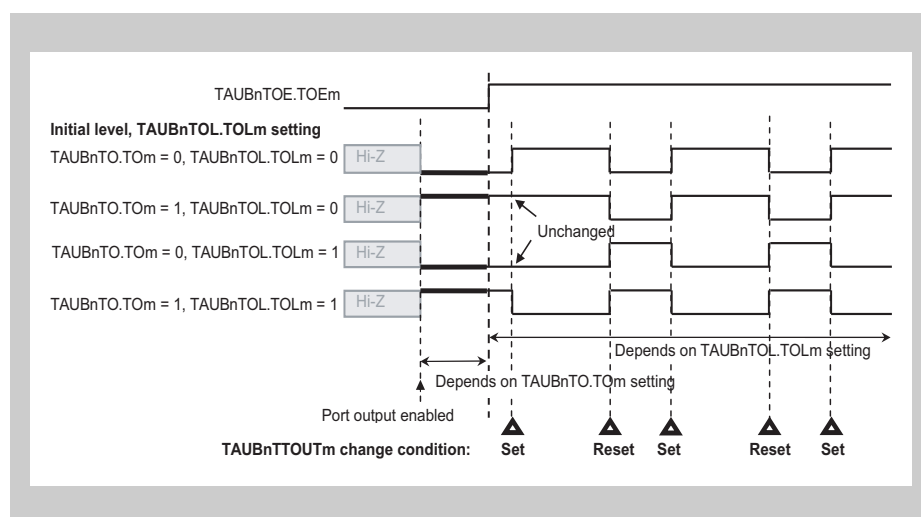 TAUBnTOE.TOEm
Initial level, TAUBnTOL.TOLm setting
TAUBnTO.TOm = 0, TAUBnTOL.TOLm = 0 Hi-Z
TAUBnTO.TOm = 1, TAUBnTOL.TOLm = 0 Hi-Z
Unchanged
TAUBnTO.TOm = 0, TAUBnTOL.TOLm = 1 Hi-Z
TAUBnTO.TOm = 1, TAUBnTOL.TOLm = 1 Hi-Z
Depends on TAUBnTOL.TOLm setting
Depends on TAUBnTO.TOm setting
Port output enabled
TAUBnTTOUTm change condition: Set Reset Set Reset Set